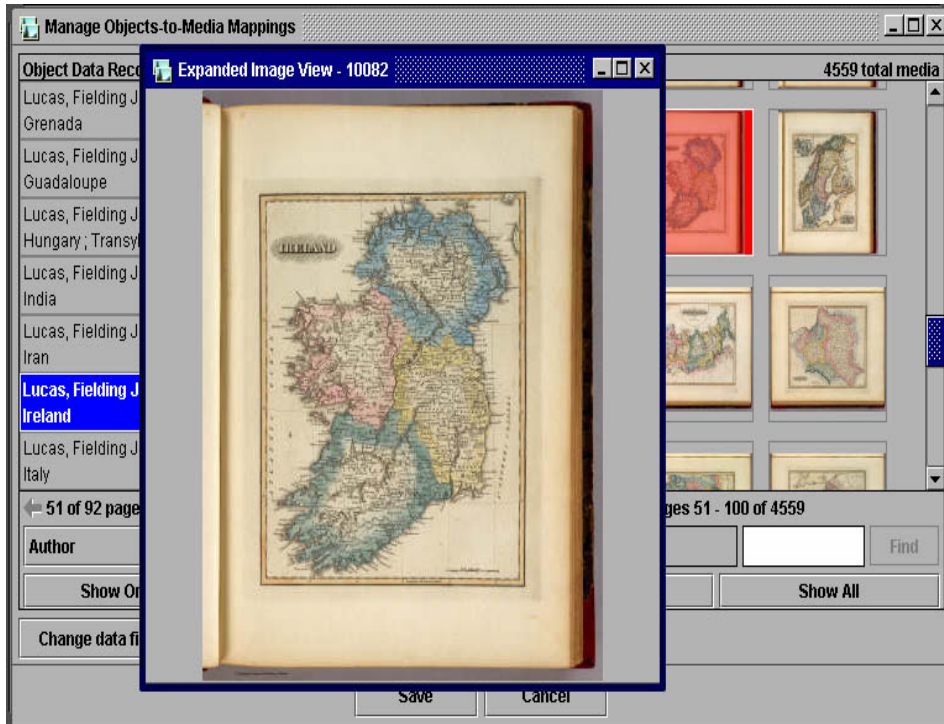 Manage Objects-to-Media Mappings
Object Data Reco
4559 total media
Lucas, Fielding J
Grenada
Lucas, Fielding J
Guadaloupe
Lucas, Fielding J
Hungary ; Transyl
Lucas, Fielding J
India
Lucas, Fielding J
Iran
Lucas, Fielding J
Ireland
Lucas, Fielding J
Italy
51 of 92 page
ges 51 - 100 of 4559
Author
Find
Show On
Show All
Change data fi
Save
Cancel
Expanded Image View - 10082
IRELAND